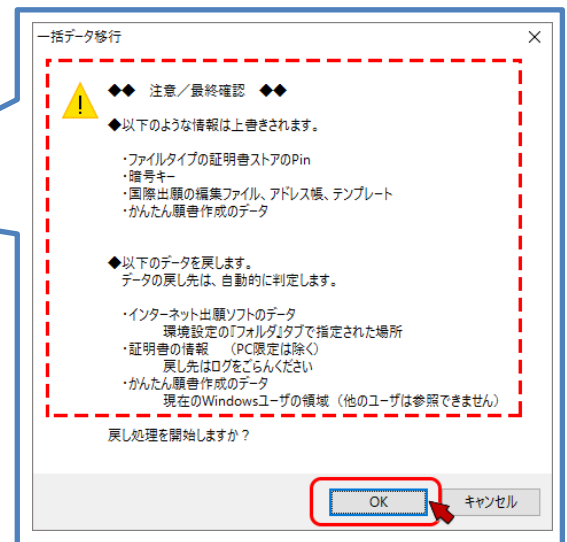 一括データ移行
◆◆ 注意／最終確認 ◆◆
◆以下のような情報は上書きされます。
・ファイルタイプの証明書ストアのPin
・暗号キー
・国際出願の編集ファイル、アドレス帳、テンプレート
・かんたん願書作成のデータ
◆以下のデータを戻します。
データの戻し先は、自動的に判定します。
・インターネット出願ソフトのデータ
環境設定の『フォルダ』タブで指定された場所
・証明書の情報 （PC限定は除く）
戻し先はログをごらんください
・かんたん願書作成のデータ
現在のWindowsユーザの領域（他のユーザは参照できません）
戻し処理を開始しますか？
OK
キャンセル